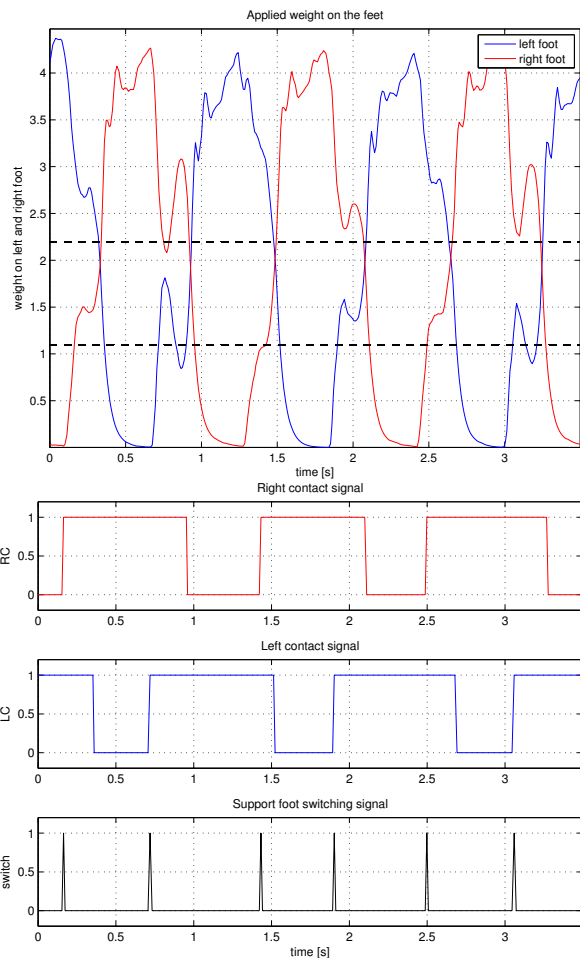 Applied weight on the feet
left foot
right foot
weight on left and right foot
4
3.5
3
2.5
2
1.5
1
0.5
0 0.5 1 1.5 2 2.5 3
time [s]
Right contact signal
RC
1
0.5
0
0 0.5 1 1.5 2 2.5 3
Left contact signal
LC
1
0.5
0
0 0.5 1 1.5 2 2.5 3
Support foot switching signal
switch
1
0.5
0
0 0.5 1 1.5 2 2.5 3
time [s]